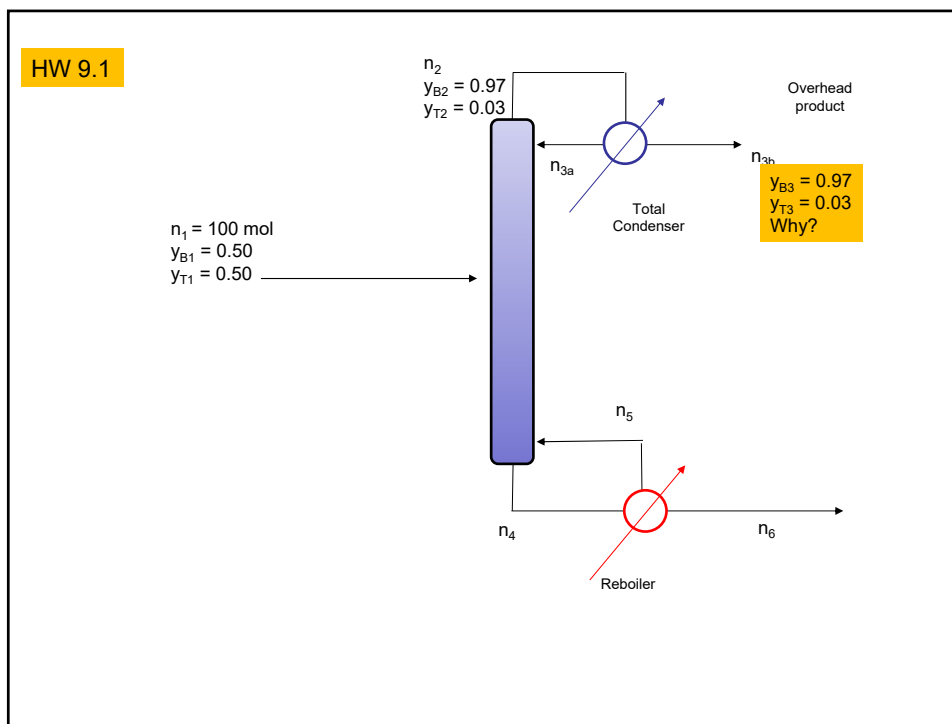 HW 9.1
n2
yB2 = 0.97
yT2 = 0.03
Overhead
product
n3a
n3b
yB3 = 0.97
yT3 = 0.03
Why?
Total
Condenser
n1 = 100 mol
yB1 = 0.50
yT1 = 0.50
n5
n4
n6
Reboiler